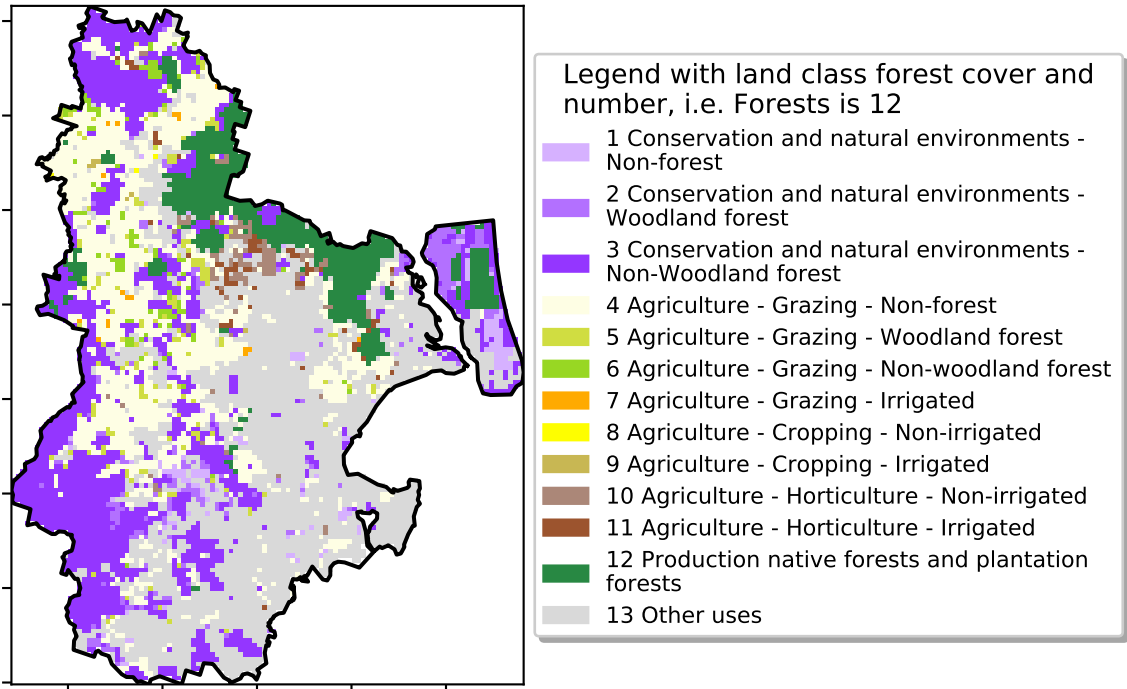 Legend with land class forest cover and
number, i.e. Forests is 12
1 Conservation and natural environments -
Non-forest
2 Conservation and natural environments -
Woodland forest
3 Conservation and natural environments -
Non-Woodland forest
4 Agriculture - Grazing - Non-forest
5 Agriculture - Grazing - Woodland forest
6 Agriculture - Grazing - Non-woodland forest
7 Agriculture - Grazing - Irrigated
8 Agriculture - Cropping - Non-irrigated
9 Agriculture - Cropping - Irrigated
10 Agriculture - Horticulture - Non-irrigated
11 Agriculture - Horticulture - Irrigated
12 Production native forests and plantation
forests
13 Other uses